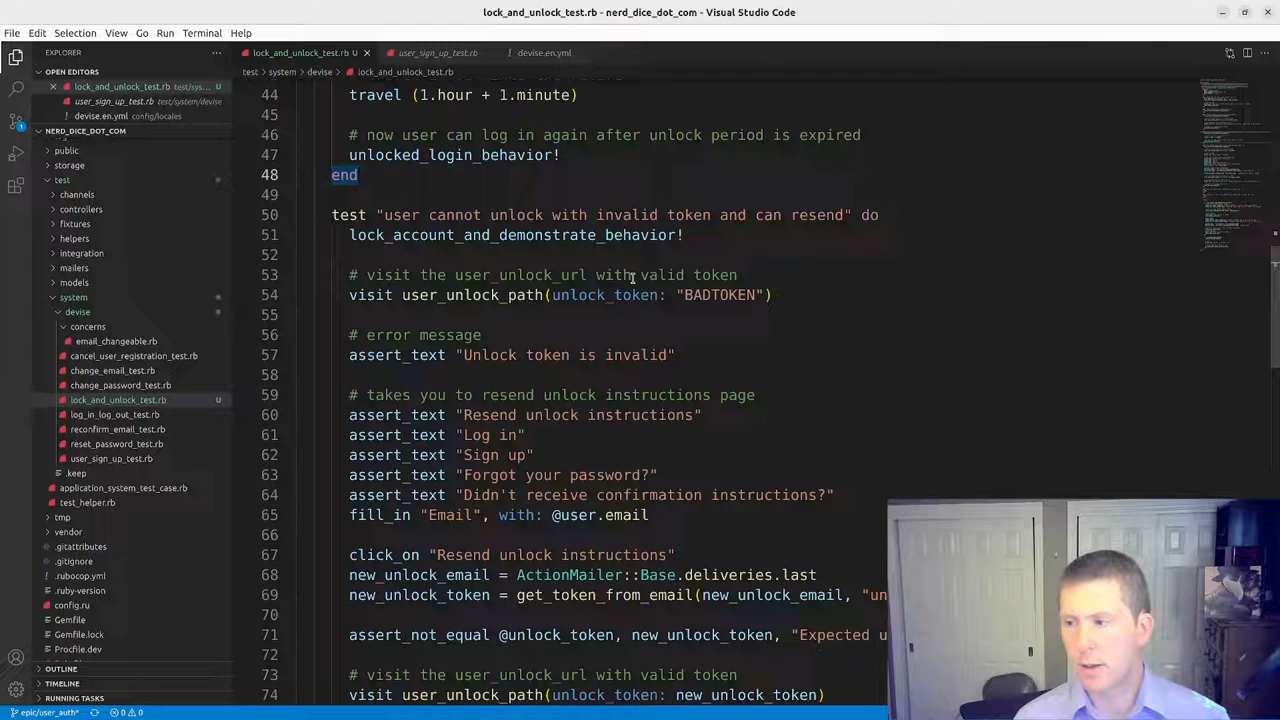 lock_and_unlock_test.rb - nerd_dice_dot_com - Visual Studio Code
File Edit Selection View Go Run Terminal Help
EXPLORER
lock_and_unlock_test.rb U
user_sign_up_test.rb
devise.en.yml
test > system > devise > lock_and_unlock_test.rb
OPEN EDITORS
lock_and_unlock_test.rb test/sys... U
user_sign_up_test.rb test/system/devise
devise.en.yml config/locales
NERD_DICE_DOT_COM
public
storage
test
channels
controllers
fixtures
helpers
integration
mailers
models
system
devise
concerns
email_changeable.rb
cancel_user_registration_test.rb
change_email_test.rb
change_password_test.rb
lock_and_unlock_test.rb U
log_in_log_out_test.rb
reconfirm_email_test.rb
reset_password_test.rb
user_sign_up_test.rb
.keep
application_system_test_case.rb
test_helper.rb
tmp
vendor
.gitattributes
.gitignore
.rubocop.yml
.ruby-version
config.ru
Gemfile
Gemfile.lock
Procfile.dev
OUTLINE
TIMELINE
RUNNING TASKS
44 travel (1.hour + 1.minute)
45
46 # now user can log in again after unlock period is expired
47 unlocked_login_behavior!
48 end
49
50 test "user cannot unlock with invalid token and can resend" do
51 lock_account_and_demonstrate_behavior!
52
53 # visit the user_unlock_url with valid token
54 visit user_unlock_path(unlock_token: "BADTOKEN")
55
56 # error message
57 assert_text "Unlock token is invalid"
58
59 # takes you to resend unlock instructions page
60 assert_text "Resend unlock instructions"
61 assert_text "Log in"
62 assert_text "Sign up"
63 assert_text "Forgot your password?"
64 assert_text "Didn't receive confirmation instructions?"
65 fill_in "Email", with: @user.email
66
67 click_on "Resend unlock instructions"
68 new_unlock_email = ActionMailer::Base.deliveries.last
69 new_unlock_token = get_token_from_email(new_unlock_email, "un
70
71 assert_not_equal @unlock_token, new_unlock_token, "Expected u
72
73 # visit the user_unlock_url with valid token
74 visit user_unlock_path(unlock_token: new_unlock_token)
epic/user_auth* 0 0